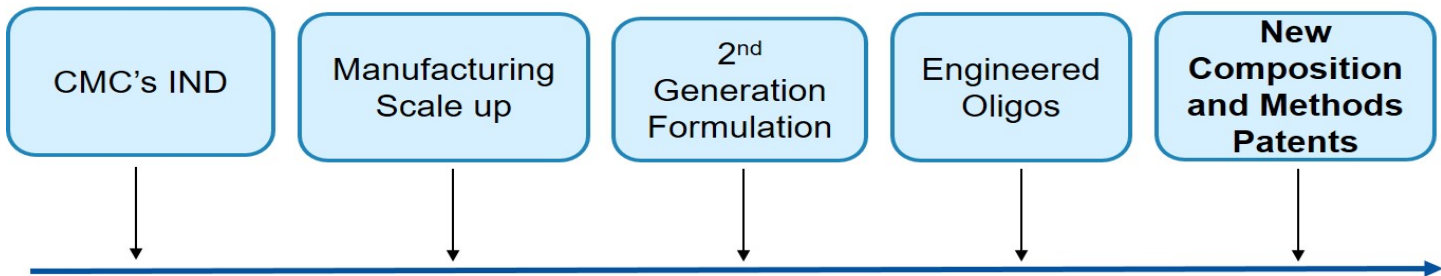 CMC's IND
Manufacturing
Scale up
2nd
Generation
Formulation
Engineered
Oligos
New
Composition
and Methods
Patents